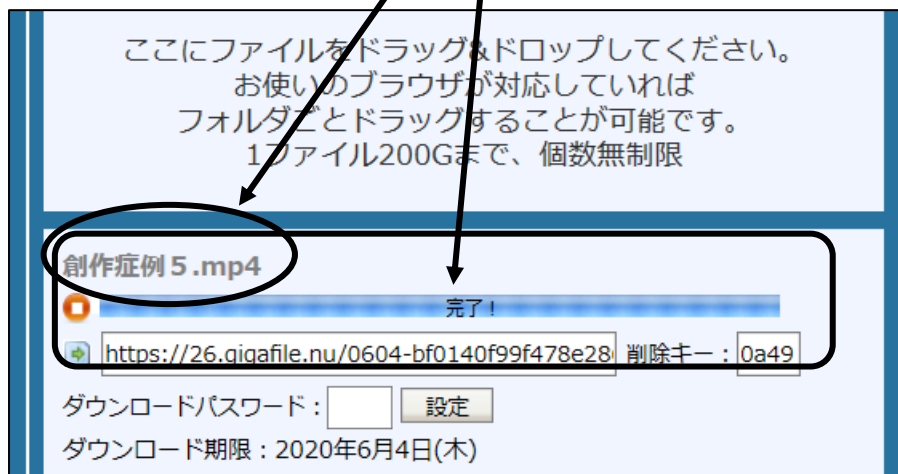 ここにファイルをドラッグ&ドロップしてください。
お使いのブラウザが対応していれば
フォルダごとドラッグすることが可能です。
1ファイル200Gまで、個数無制限
創作症例５.mp4
完了！
https://26.gigafile.nu/0604-bf0140f99f478e28 削除キー：0a49
ダウンロードパスワード： 設定
ダウンロード期限：2020年6月4日(木)